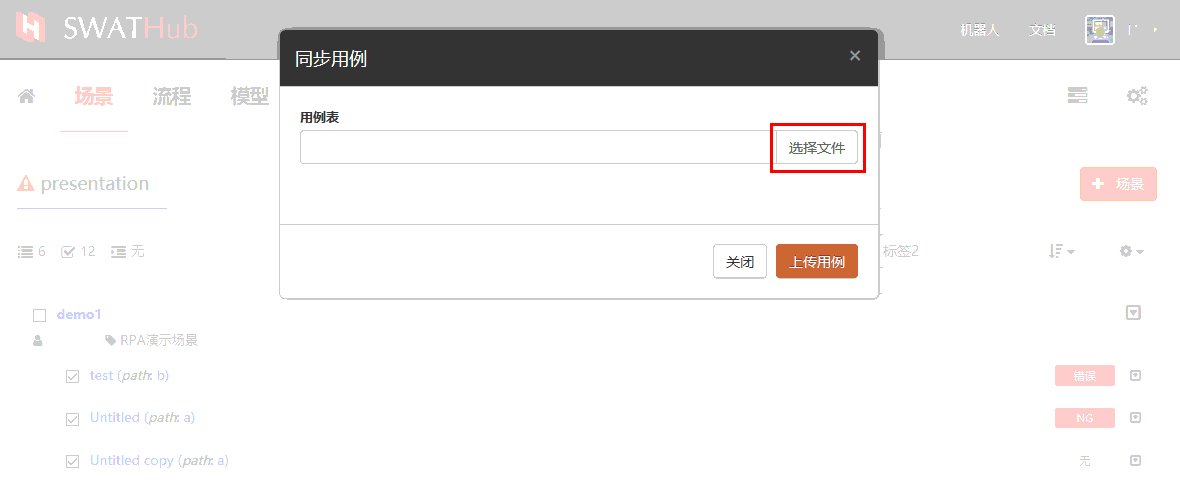 SWATHub
机器人 文档
同步用例 ×
场景 流程 模型
用例表
选择文件
presentation
场景
关闭 上传用例
6 12 无
标签2
demo1
RPA演示场景
test (path: b) 错误
Untitled (path: a) NG
Untitled copy (path: a) 无